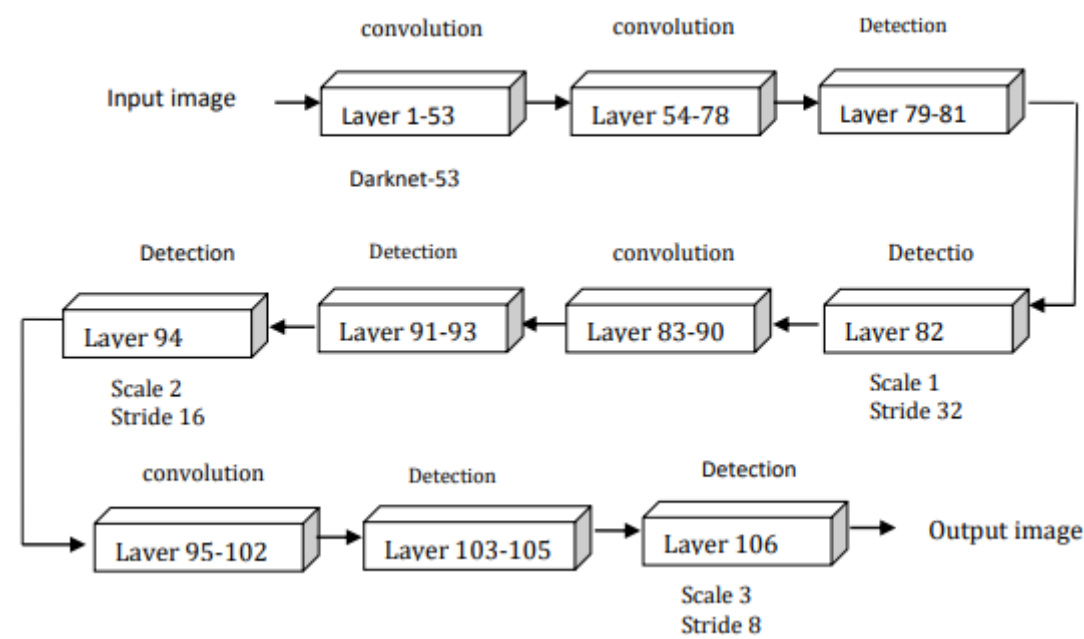 convolution
convolution
Detection
Input image
Layer 1-53
Layer 54-78
Layer 79-81
Darknet-53
Detection
Detection
convolution
Detectio
Layer 94
Layer 91-93
Layer 83-90
Layer 82
Scale 2
Stride 16
Scale 1
Stride 32
convolution
Detection
Detection
Layer 95-102
Layer 103-105
Layer 106
Output image
Scale 3
Stride 8